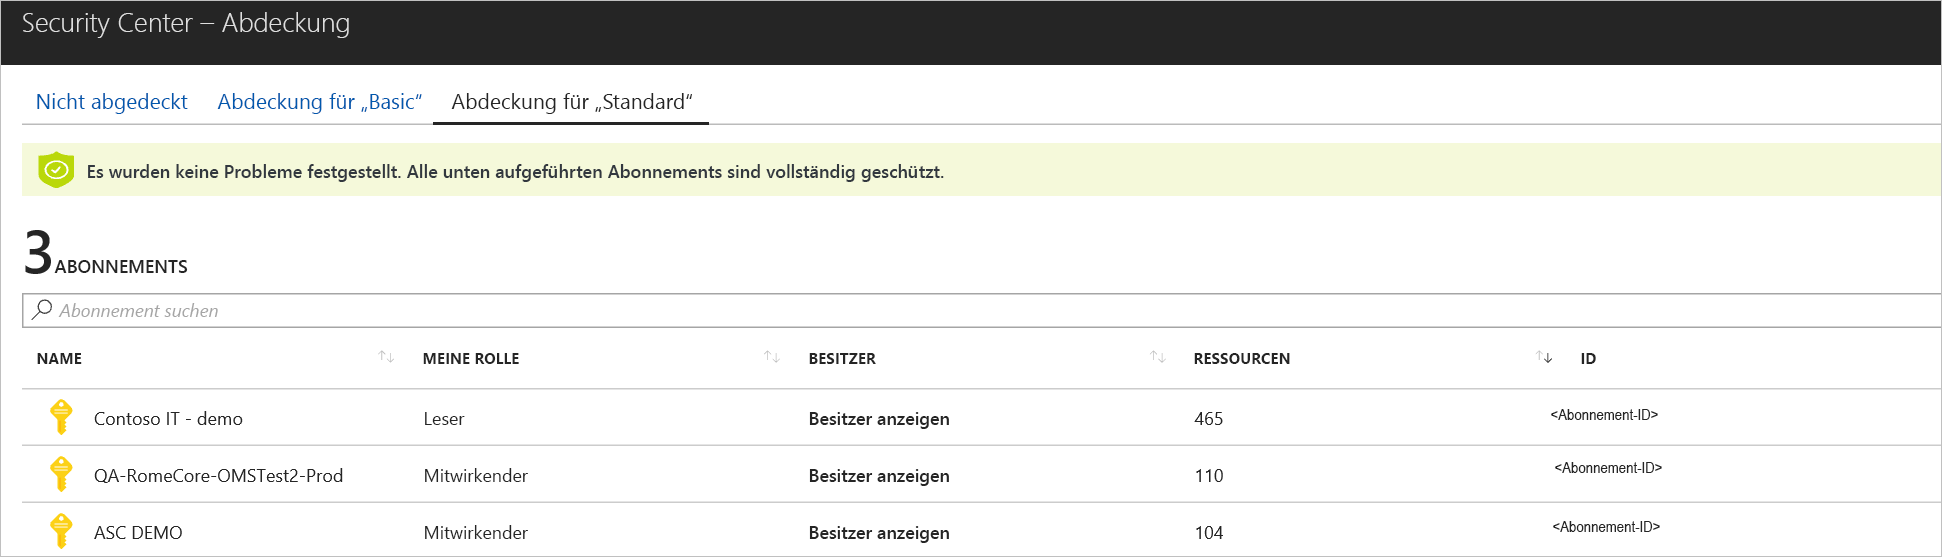 Security Center – Abdeckung
Nicht abgedeckt Abdeckung für „Basic“ Abdeckung für „Standard“
Es wurden keine Probleme festgestellt. Alle unten aufgeführten Abonnements sind vollständig geschützt.
3 ABONNEMENTS
Abonnement suchen
NAME MEINE ROLLE BESITZER RESSOURCEN ID
Contoso IT - demo Leser Besitzer anzeigen 465 <Abonnement-ID>
QA-RomeCore-OMSTest2-Prod Mitwirkender Besitzer anzeigen 110 <Abonnement-ID>
ASC DEMO Mitwirkender Besitzer anzeigen 104 <Abonnement-ID>